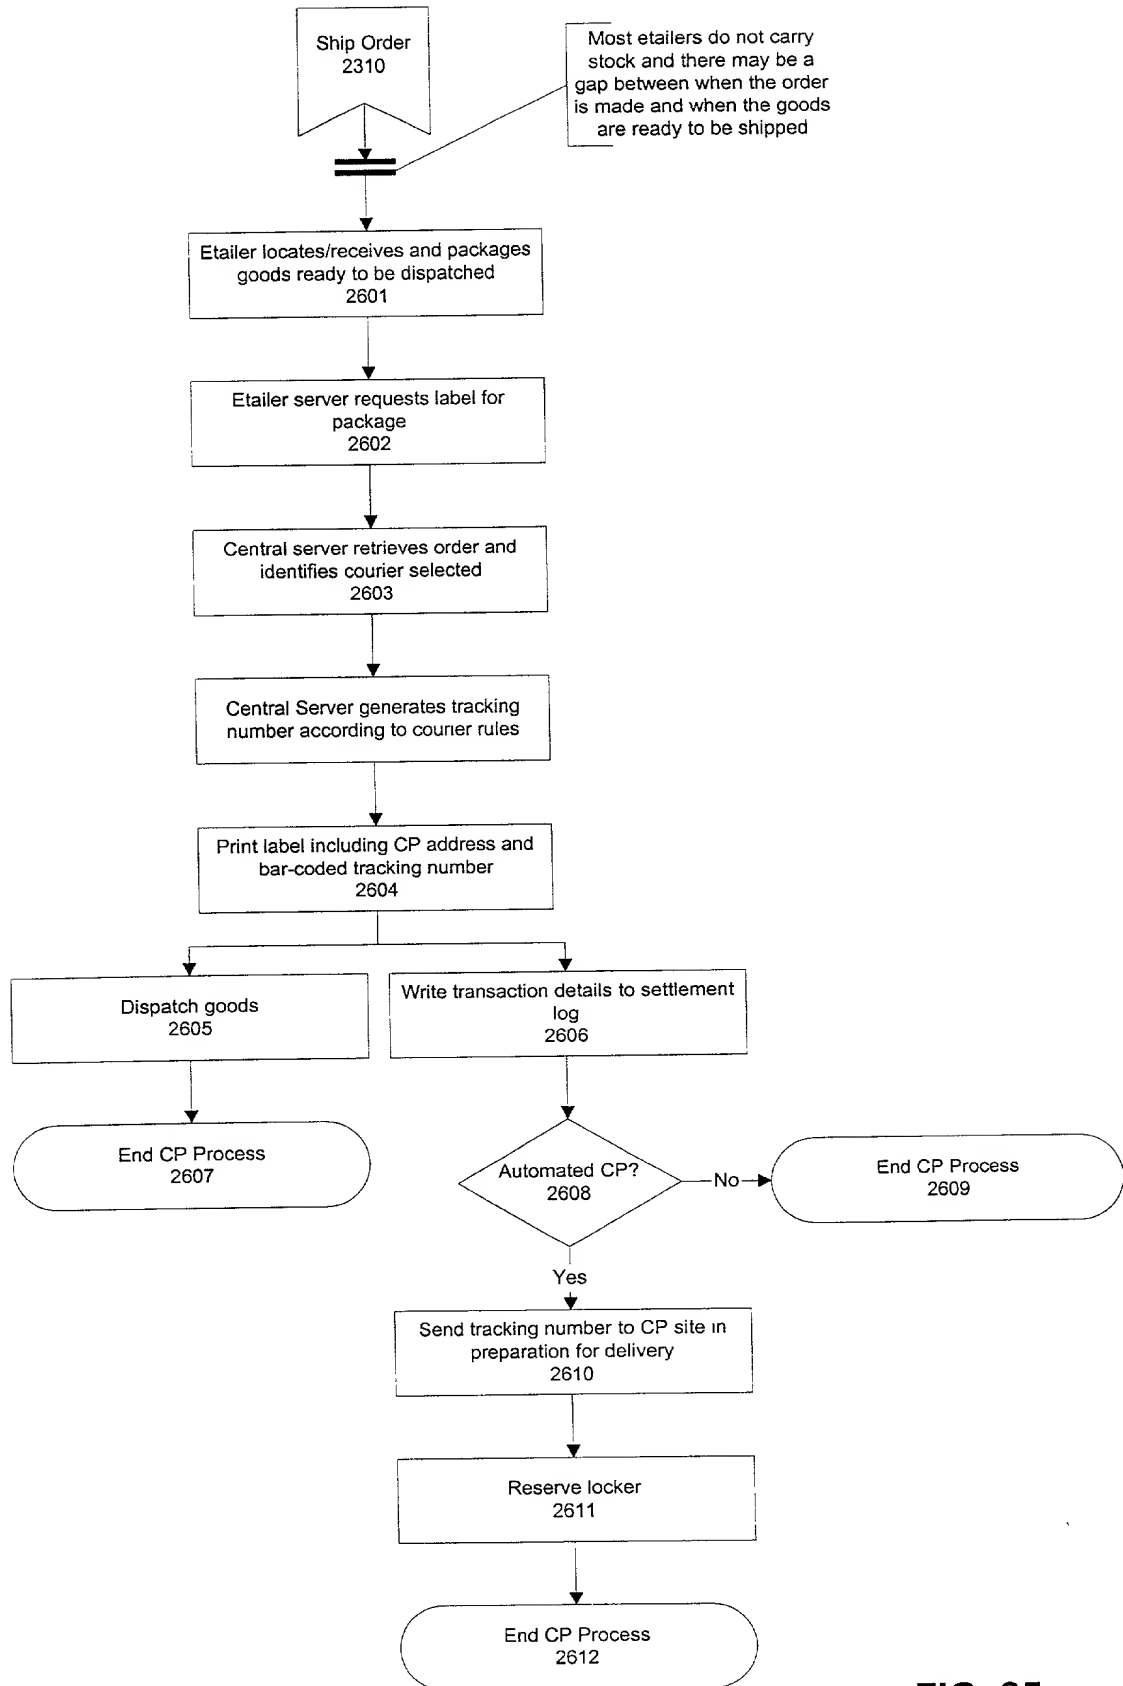 Ship Order
2310
Most etailers do not carry
stock and there may be a
gap between when the order
is made and when the goods
are ready to be shipped
Etailer locates/receives and packages
goods ready to be dispatched
2601
Etailer server requests label for
package
2602
Central server retrieves order and
identifies courier selected
2603
Central Server generates tracking
number according to courier rules
Print label including CP address and
bar-coded tracking number
2604
Dispatch goods
2605
Write transaction details to settlement
log
2606
End CP Process
2607
Automated CP?
2608
No
End CP Process
2609
Yes
Send tracking number to CP site in
preparation for delivery
2610
Reserve locker
2611
End CP Process
2612